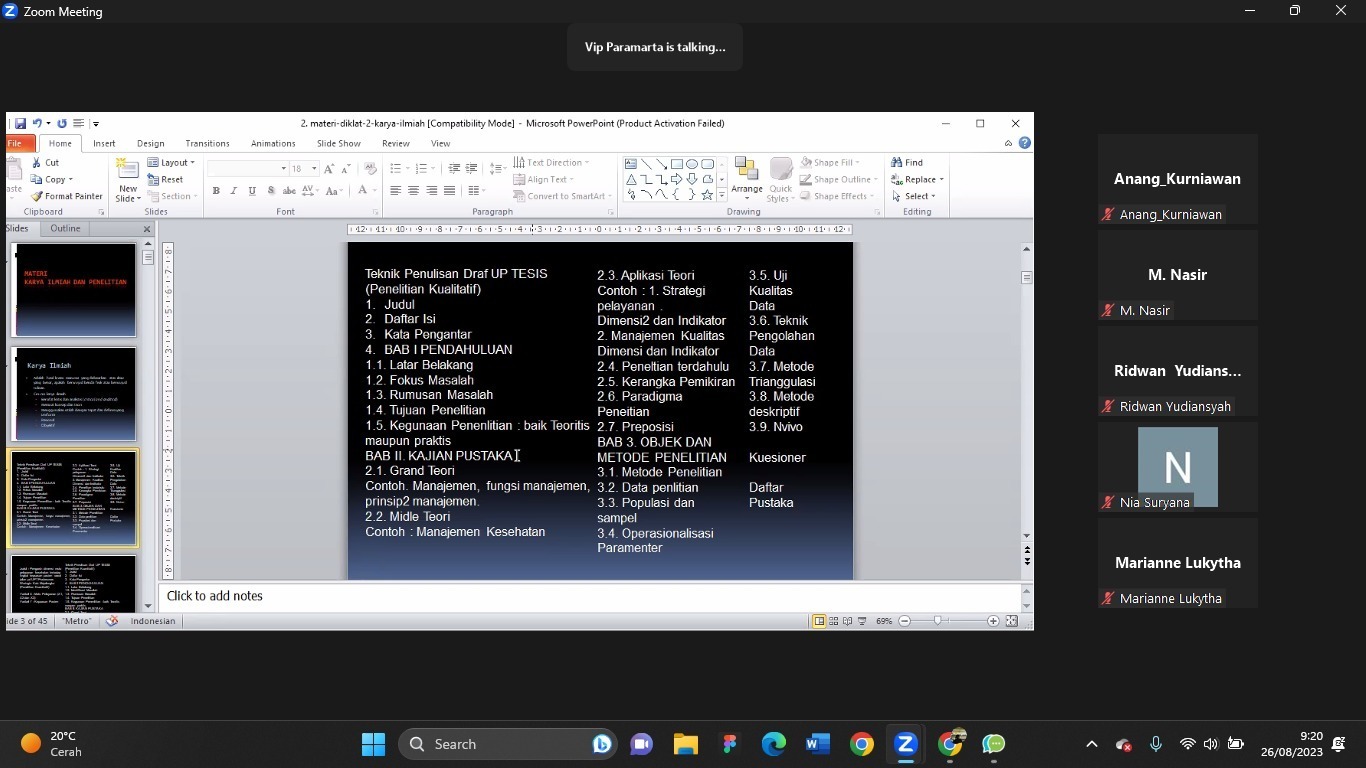 Zoom Meeting
Vip Paramarta is talking...
2. materi-diklat-2-karya-ilmiah [Compatibility Mode] - Microsoft PowerPoint (Product Activation Failed)
File Home Insert Design Transitions Animations Slide Show Review View
Cut
Copy
Format Painter
Clipboard
New Slide
Layout
Reset
Section
Slides
18
Font
Paragraph
Text Direction
Align Text
Convert to SmartArt
Arrange
Quick Styles
Shape Fill
Shape Outline
Shape Effects
Drawing
Find
Replace
Select
Editing
Slides Outline
MATERI
KARYA ILMIAH DAN PENELITIAN
Karya Ilmiah
Teknik Penulisan Draf UP TESIS
(Penelitian Kualitatif)
1. Judul
2. Daftar Isi
3. Kata Pengantar
4. BAB I PENDAHULUAN
1.1. Latar Belakang
1.2. Fokus Masalah
1.3. Rumusan Masalah
1.4. Tujuan Penelitian
1.5. Kegunaan Penenlitian : baik Teoritis
maupun praktis
BAB II. KAJIAN PUSTAKA
2.1. Grand Teori
Contoh. Manajemen, fungsi manajemen,
prinsip2 manajemen.
2.2. Midle Teori
Contoh : Manajemen Kesehatan
2.3. Aplikasi Teori
Contoh : 1. Strategi
pelayanan .
Dimensi2 dan Indikator
2. Manajemen Kualitas
Dimensi dan Indikator
2.4. Peneltian terdahulu
2.5. Kerangka Pemikiran
2.6. Paradigma
Peneitian
2.7. Preposisi
BAB 3. OBJEK DAN
METODE PENELITIAN
3.1. Metode Penelitian
3.2. Data penlitian
3.3. Populasi dan
sampel
3.4. Operasionalisasi
Paramenter
3.5. Uji
Kualitas
Data
3.6. Teknik
Pengolahan
Data
3.7. Metode
Trianggulasi
3.8. Metode
deskriptif
3.9. Nvivo
Kuesioner
Daftar
Pustaka
Click to add notes
ide 3 of 45 "Metro" Indonesian 69%
Anang_Kurniawan
Anang_Kurniawan
M. Nasir
M. Nasir
Ridwan Yudians...
Ridwan Yudiansyah
N
Nia Suryana
Marianne Lukytha
Marianne Lukytha
20°C
Cerah
Search
9:20
26/08/2023